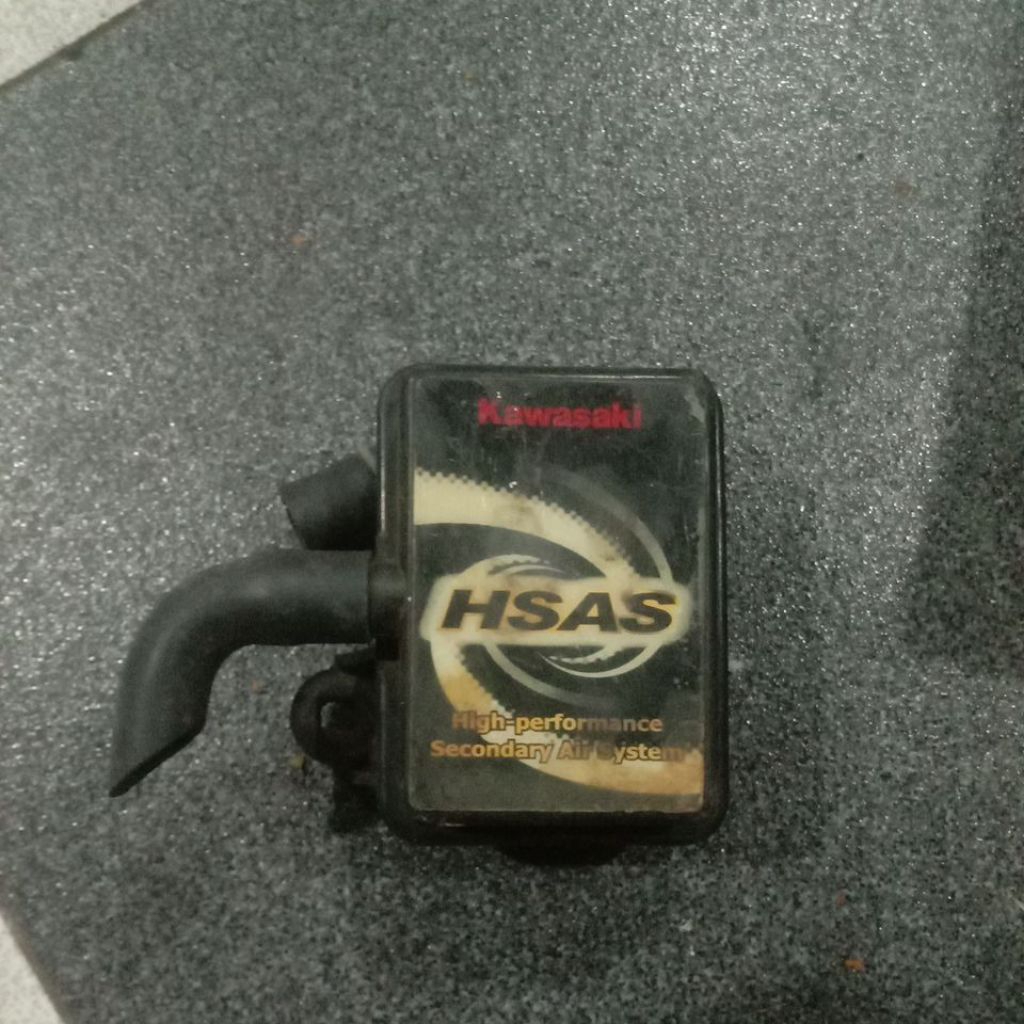 Kawasaki
HSAS
High-performance
Secondary Air System